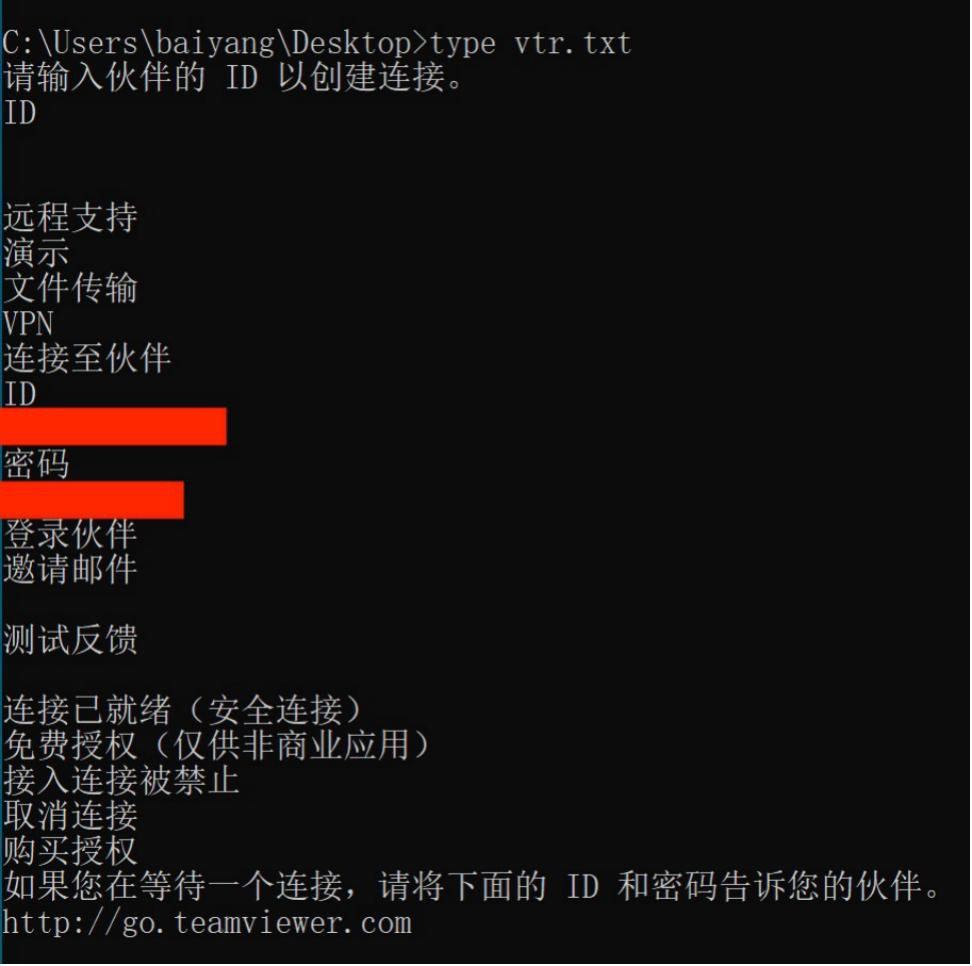 C:\Users\baiyang\Desktop>type vtr.txt
请输入伙伴的 ID 以创建连接。
ID
远程支持
演示
文件传输
VPN
连接至伙伴
ID
密码
登录伙伴
邀请邮件
测试反馈
连接已就绪（安全连接）
免费授权（仅供非商业应用）
接入连接被禁止
取消连接
购买授权
如果您在等待一个连接，请将下面的 ID 和密码告诉您的伙伴。
http://go.teamviewer.com